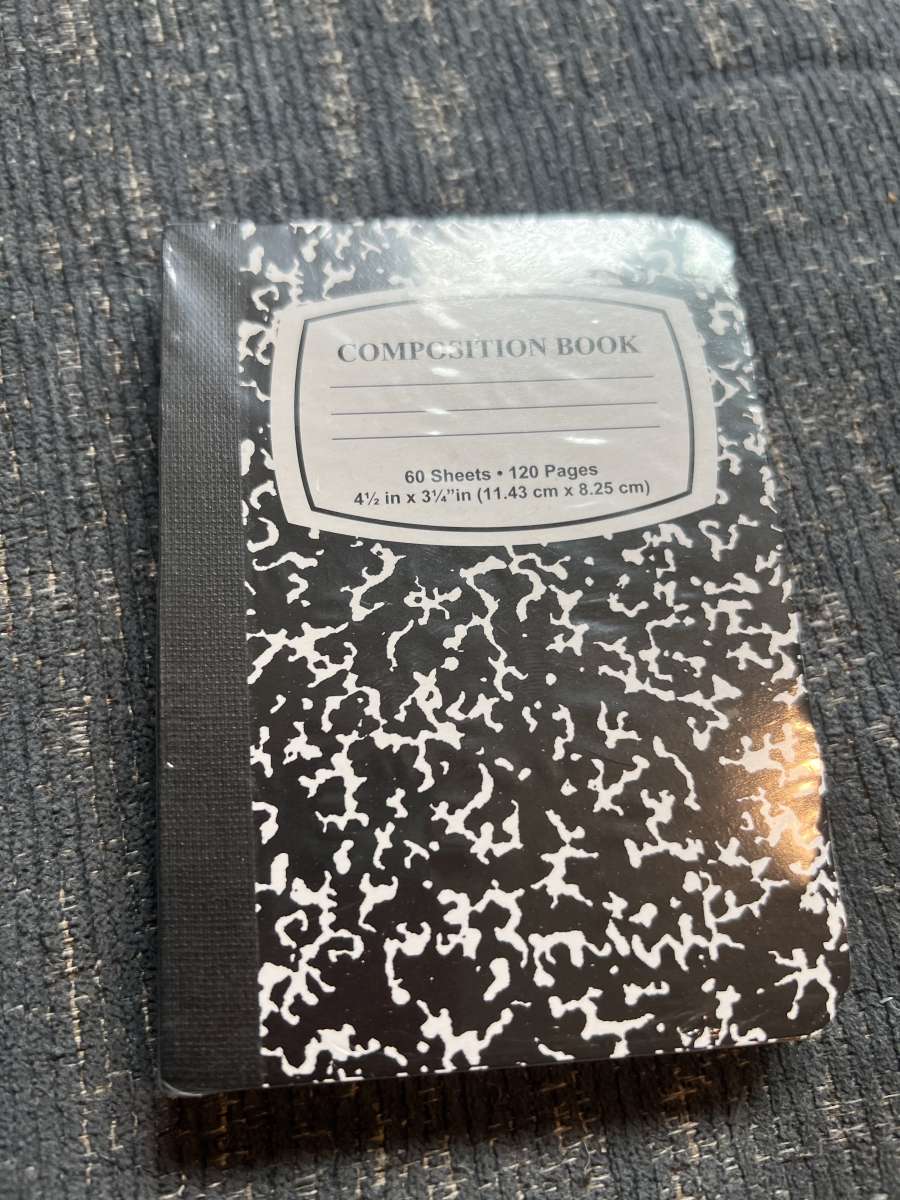 COMPOSITION BOOK
60 Sheets • 120 Pages
4½ in x 3¼”in (11.43 cm x 8.25 cm)